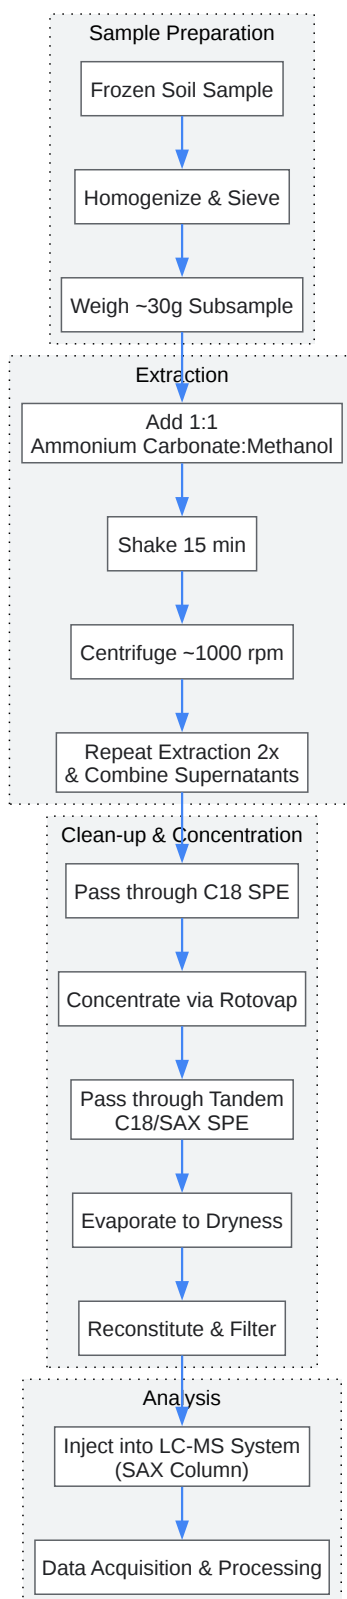 Sample Preparation
Frozen Soil Sample
Homogenize & Sieve
Weigh ~30g Subsample
Extraction
Add 1:1
Ammonium Carbonate:Methanol
Shake 15 min
Centrifuge ~1000 rpm
Repeat Extraction 2x
& Combine Supernatants
Clean-up & Concentration
Pass through C18 SPE
Concentrate via Rotovap
Pass through Tandem
C18/SAX SPE
Evaporate to Dryness
Reconstitute & Filter
Analysis
Inject into LC-MS System
(SAX Column)
Data Acquisition & Processing